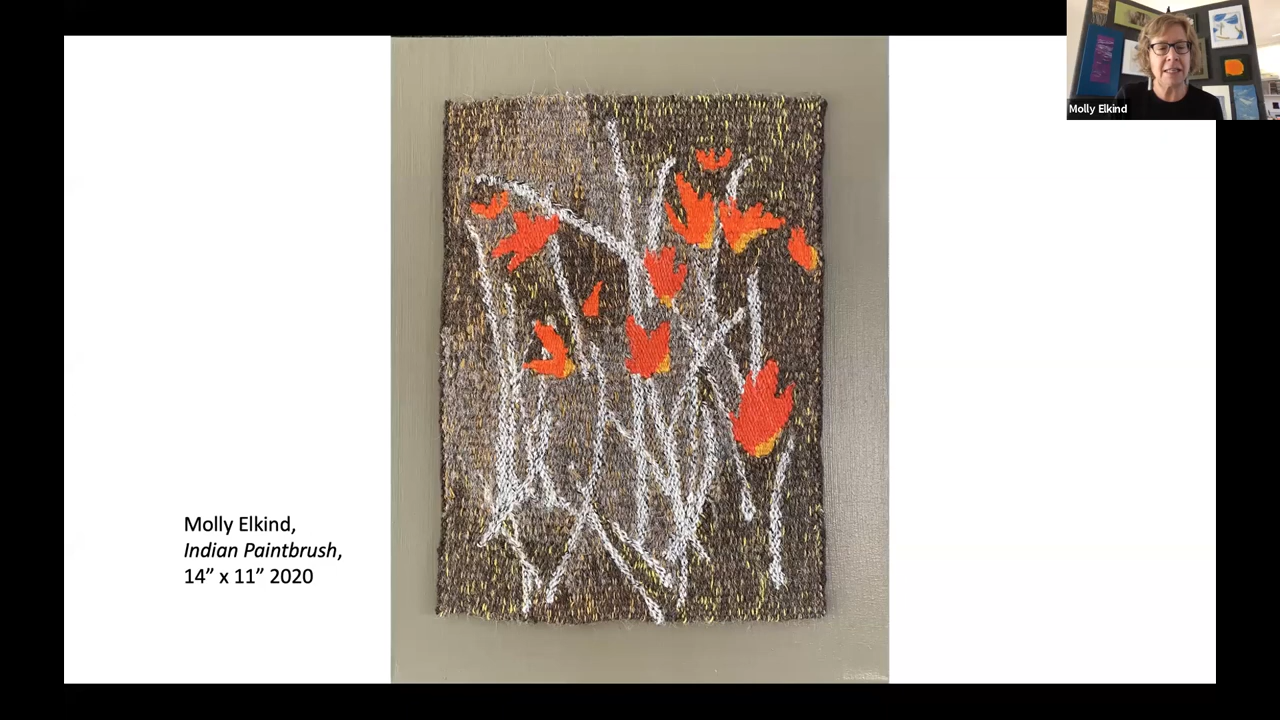 Molly Elkind
Molly Elkind,
Indian Paintbrush,
14” x 11” 2020